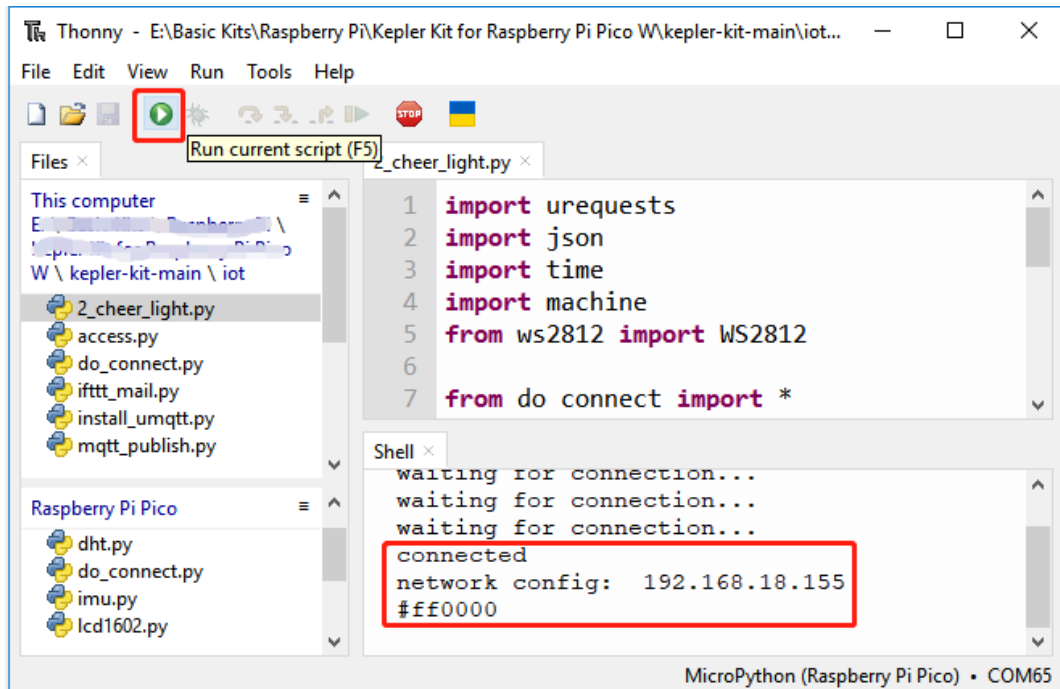 Thonny - E:\Basic Kits\Raspberry Pi\Kepler Kit for Raspberry Pi Pico W\kepler-kit-main\iot...
File Edit View Run Tools Help
STOP
Run current script (F5)
Files
2_cheer_light.py
This computer
W \ kepler-kit-main \ iot
2_cheer_light.py
access.py
do_connect.py
ifttt_mail.py
install_umqtt.py
mqtt_publish.py
Raspberry Pi Pico
dht.py
do_connect.py
imu.py
lcd1602.py
1 import urequests
2 import json
3 import time
4 import machine
5 from ws2812 import WS2812
6
7 from do connect import *
Shell
waiting for connection...
waiting for connection...
waiting for connection...
connected
network config: 192.168.18.155
#ff0000
MicroPython (Raspberry Pi Pico) • COM65